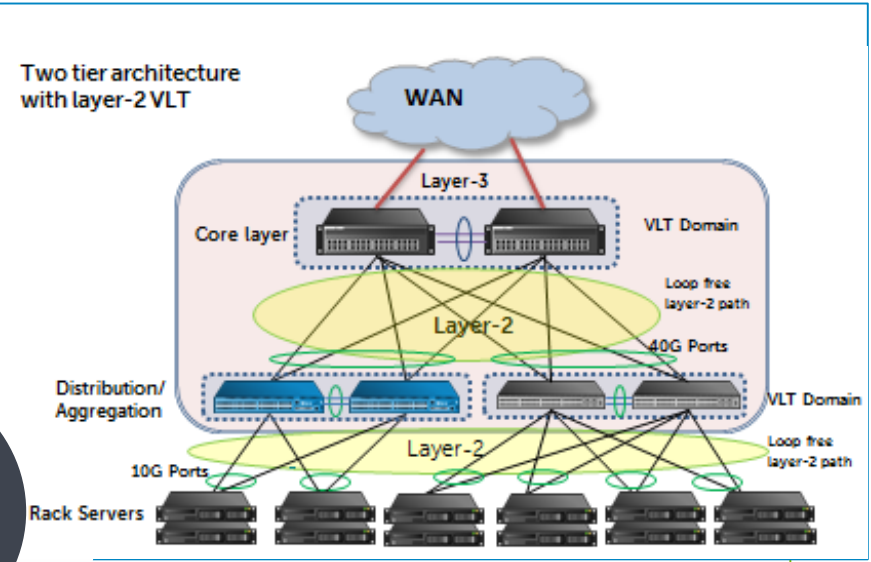 Two tier architecture
with layer-2 VLT
WAN
Layer-3
Core layer
VLT Domain
Loop free
layer-2 path
Layer-2
40G Ports
Distribution/
Aggregation
VLT Domain
Layer-2
Loop free
layer-2 path
10G Ports
Rack Servers